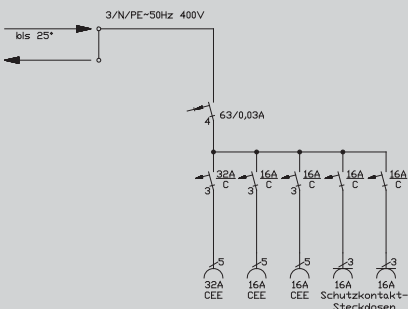 3/N/PE~50Hz 400V
bis 25°
4 63/0,03A
32A 16A 16A 16A 16A
C C C C C
3 3 3
5 5 5 3 3
32A 16A 16A 16A 16A
CEE CEE CEE Schutzkontakt-
Steckdosen